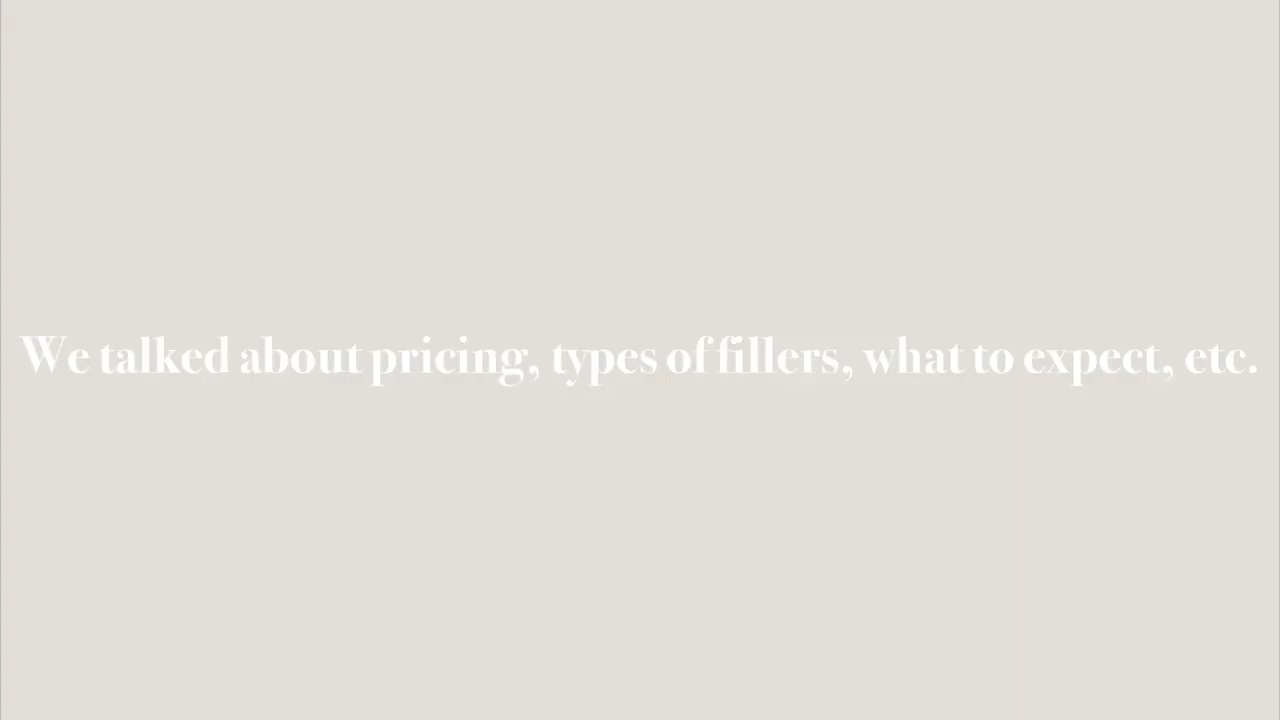 We talked about pricing, types of fillers, what to expect, etc.